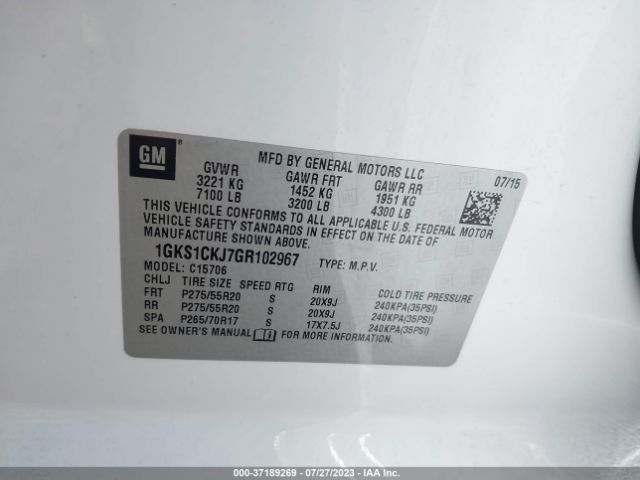 GM ®
MFD BY GENERAL MOTORS LLC
07/15
GVWR GAWR FRT GAWR RR
3221 KG 1452 KG 1951 KG
7100 LB 3200 LB 4300 LB
THIS VEHICLE CONFORMS TO ALL APPLICABLE U.S. FEDERAL MOTOR
VEHICLE SAFETY STANDARDS IN EFFECT ON THE DATE OF
MANUFACTURE SHOWN ABOVE.
1GKS1CKJ7GR102967 TYPE: M.P.V.
MODEL: C15706
CHLJ TIRE SIZE SPEED RTG RIM COLD TIRE PRESSURE
FRT P275/55R20 S 20X9J 240KPA(35PSI)
RR P275/55R20 S 20X9J 240KPA(35PSI)
SPA P265/70R17 S 17X7.5J 240KPA(35PSI)
SEE OWNER'S MANUAL FOR MORE INFORMATION.
000-37189269 - 07/27/2023 - IAA Inc.